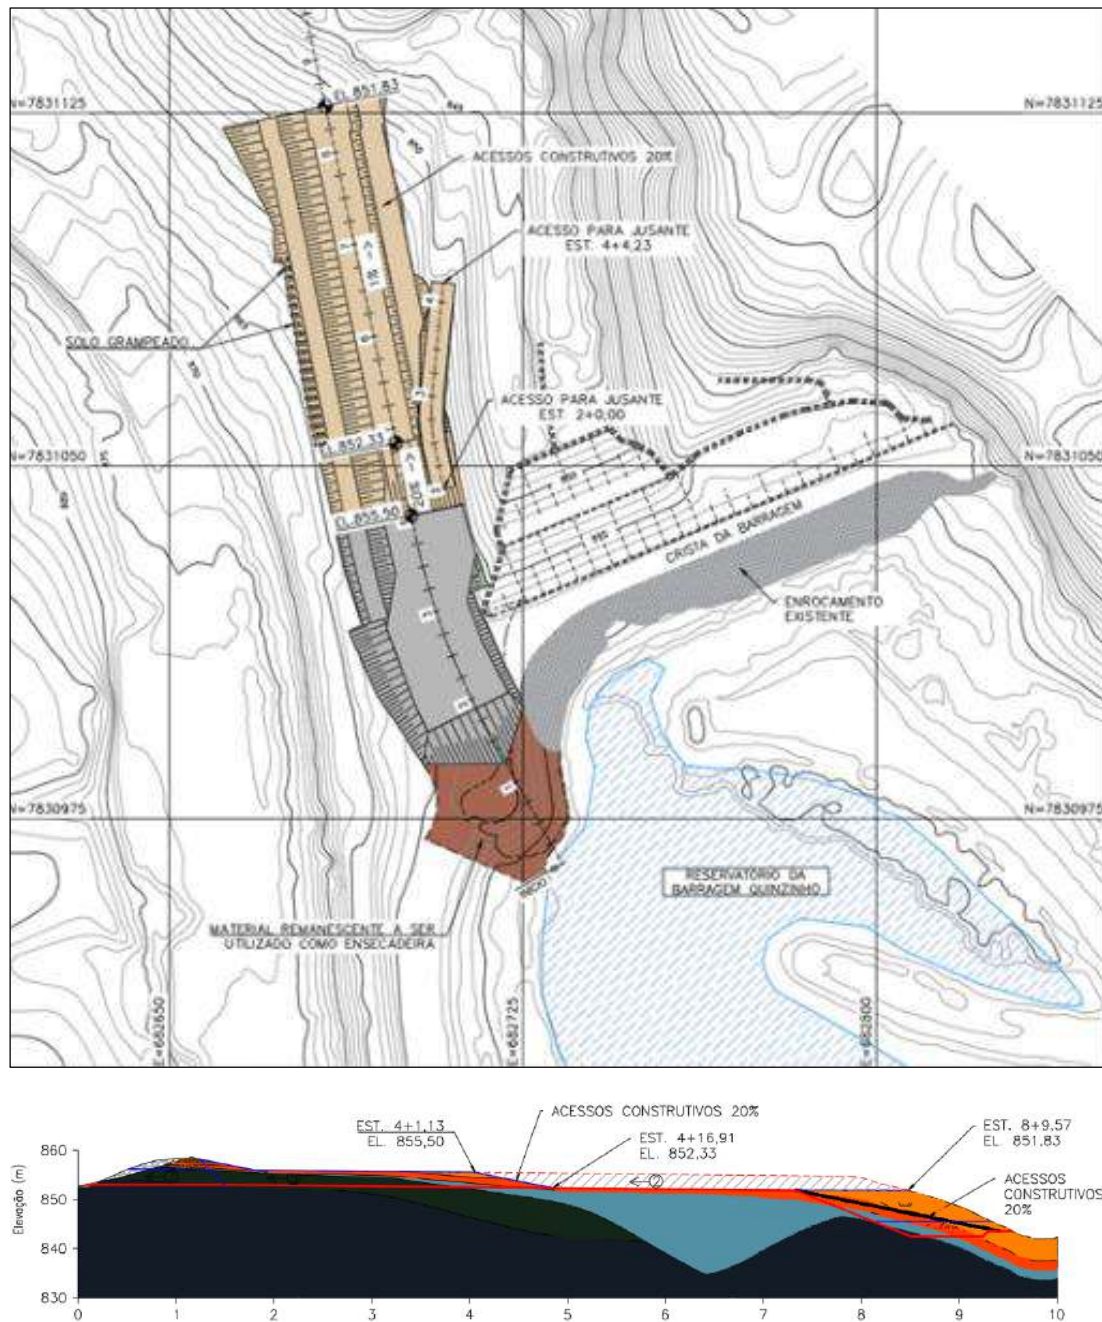 EL.851,83
N=7831125
N=7831125
ACESSOS CONSTRUTIVOS 20%
ACESSO PARA JUSANTE
EST. 4+4,23
SOLO GRAMPEADO
ACESSO PARA JUSANTE
EST. 2+0,00
EL.852,33
N=7831050
N=7831050
EL.855,50
CRISTA DA BARRAGEM
ENROCAMENTO
EXISTENTE
N=7830975
N=7830975
RESERVATÓRIO DA
BARRAGEM QUINZINHO
MATERIAL REMANESCENTE A SER
UTILIZADO COMO ENSECADEIRA
E=682650
E=682725
E=682800
ACESSOS CONSTRUTIVOS 20%
EST. 4+1,13
EL. 855,50
EST. 4+16,91
EL. 852,33
EST. 8+9,57
EL. 851,83
ACESSOS
CONSTRUTIVOS
20%
Elevação (m)
860
850
840
830
2
0 1 2 3 4 5 6 7 8 9 10